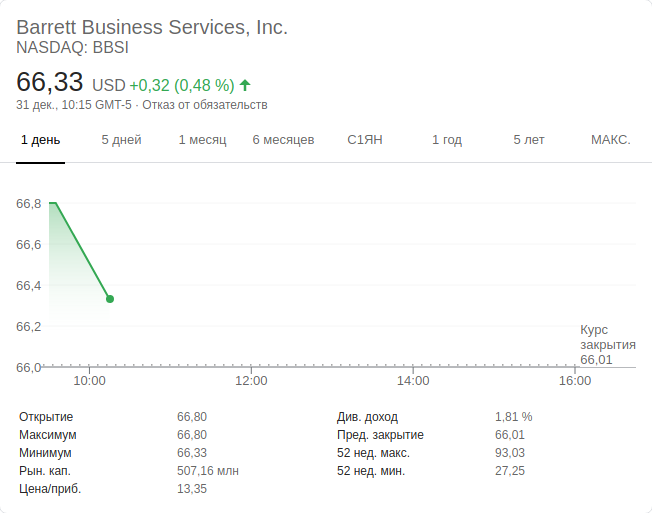 Barrett Business Services, Inc.
NASDAQ: BBSI
66,33 USD +0,32 (0,48 %)
31 дек., 10:15 GMT-5 · Отказ от обязательств
1 день 5 дней 1 месяц 6 месяцев С1ЯН 1 год 5 лет МАКС.
66,8
66,6
66,4
66,2
66,0
Курс
закрытия
66,01
10:00 12:00 14:00 16:00
Открытие 66,80 Див. доход 1,81 %
Максимум 66,80 Пред. закрытие 66,01
Минимум 66,33 52 нед. макс. 93,03
Рын. кап. 507,16 млн 52 нед. мин. 27,25
Цена/приб. 13,35